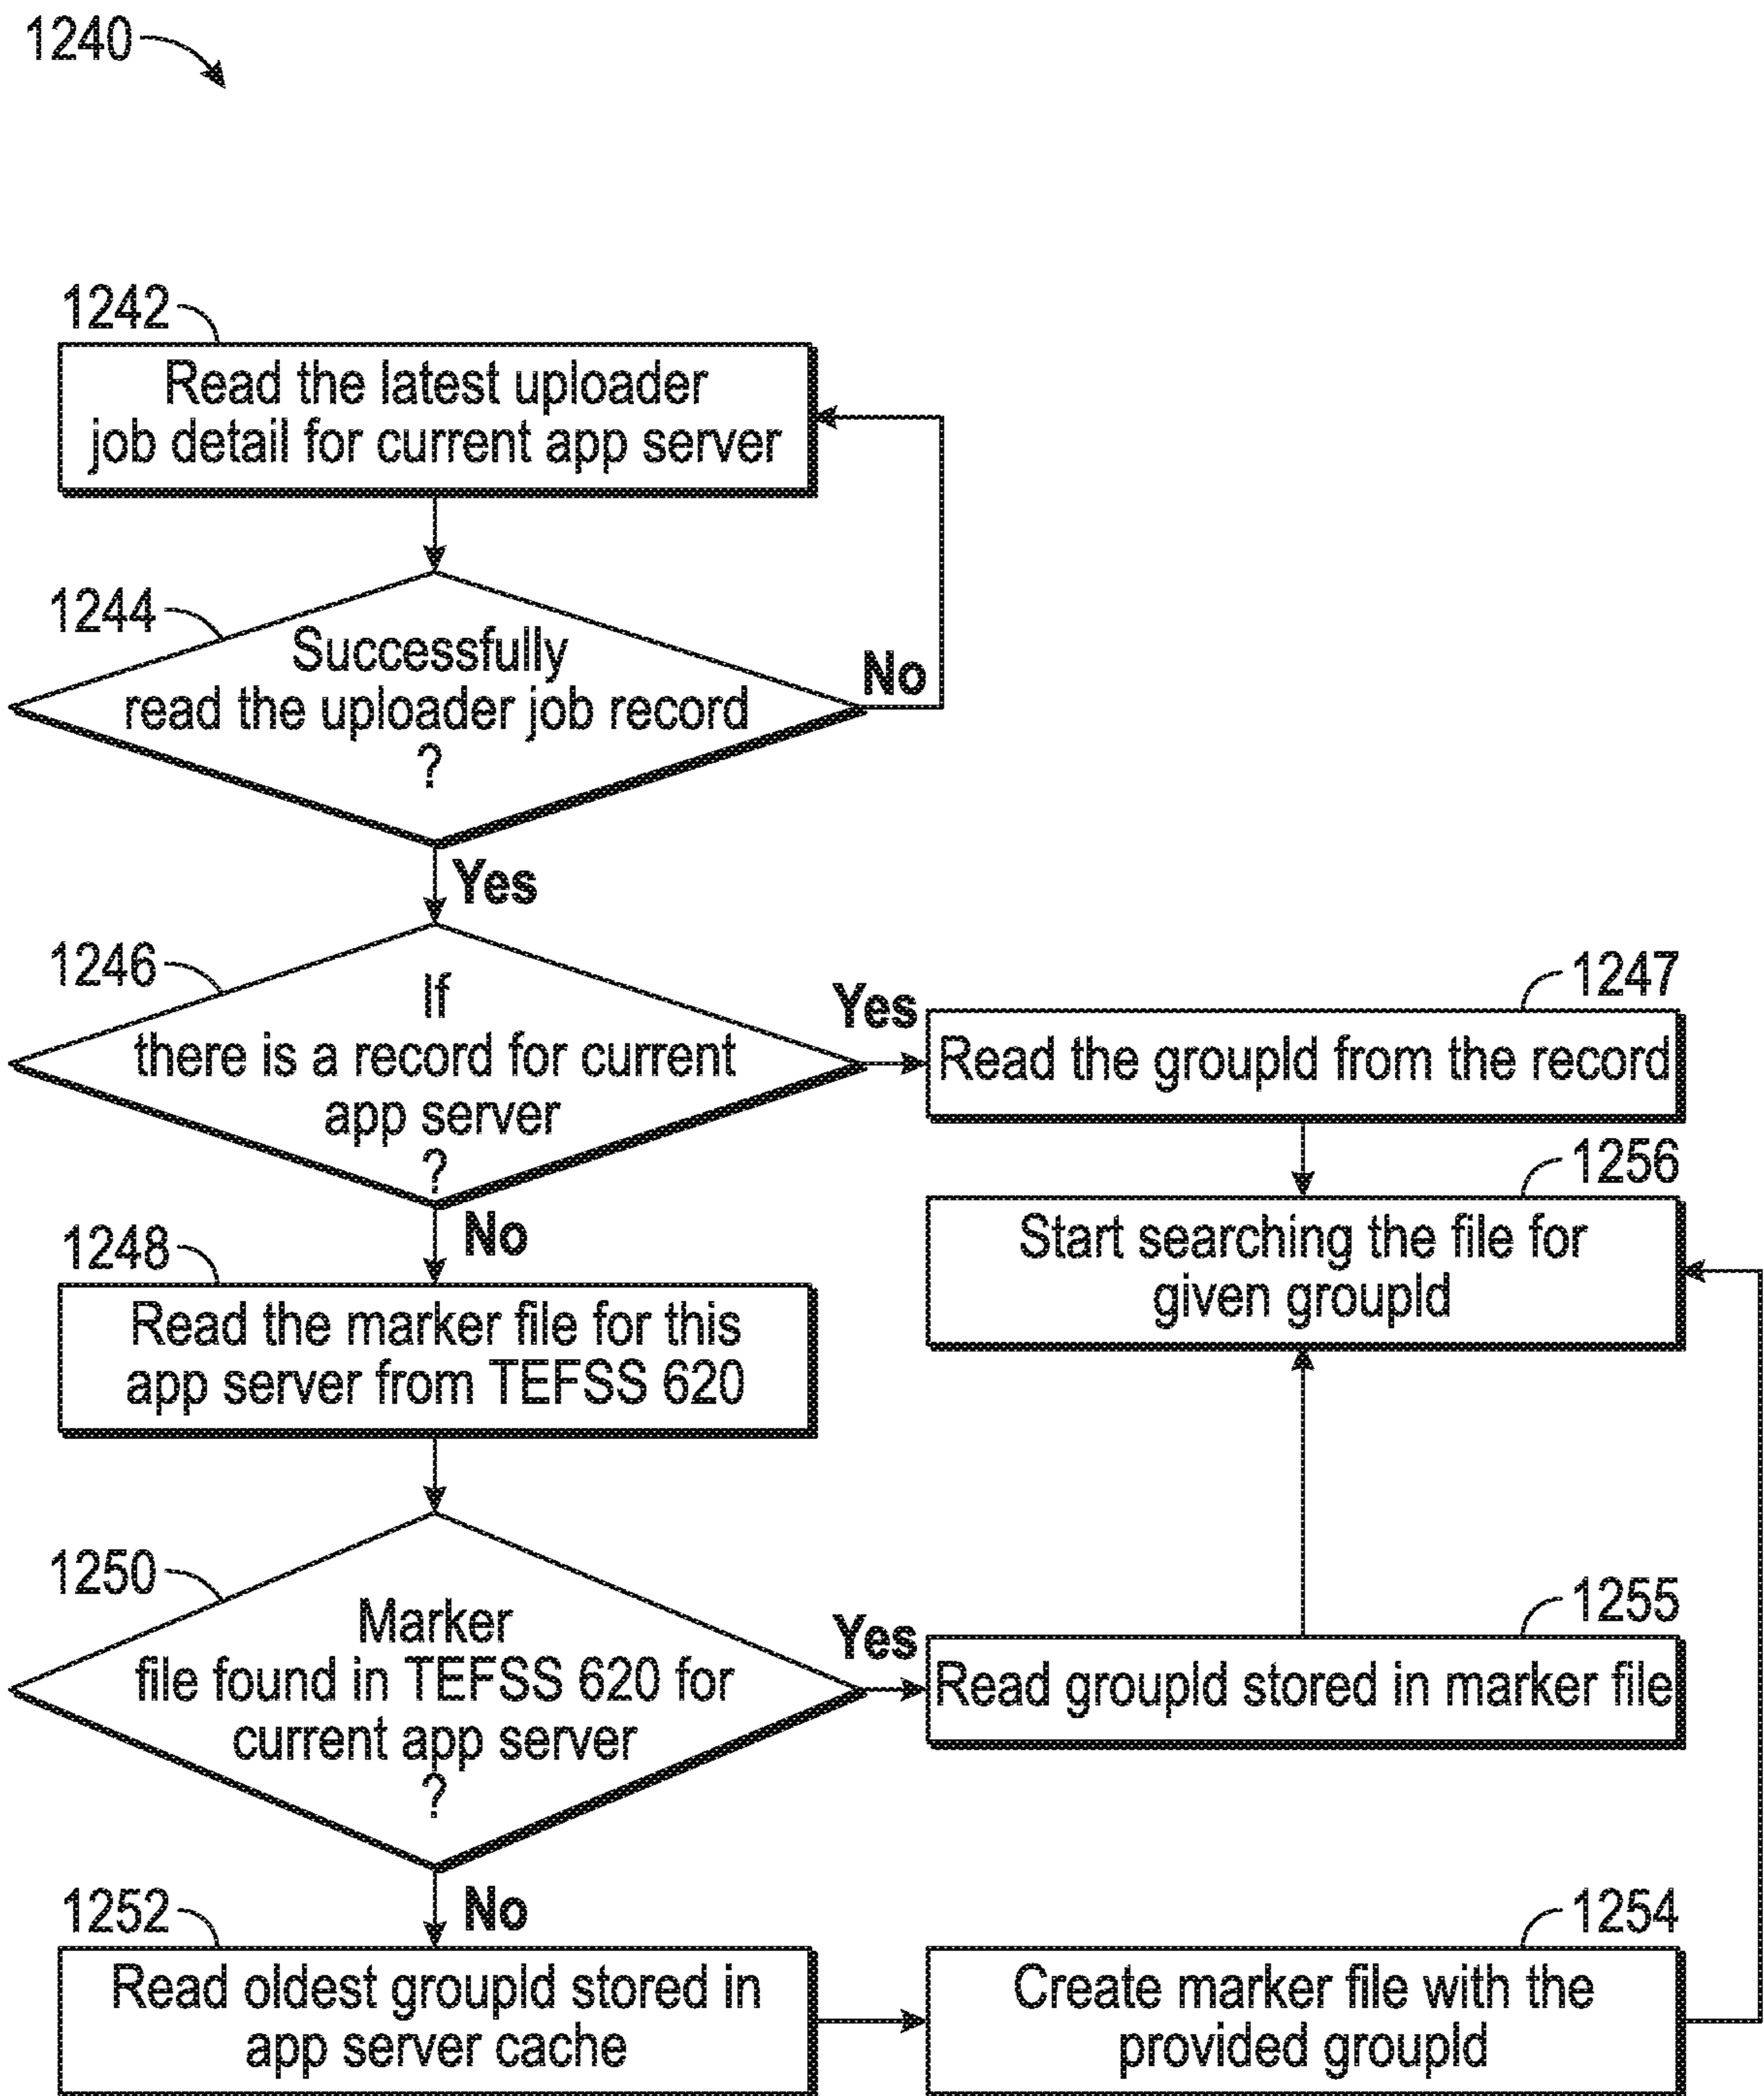 1240
1242
Read the latest uploader
job detail for current app server
1244
Successfully
read the uploader job record
?
No
Yes
1246
If
there is a record for current
app server
?
Yes
1247
Read the groupId from the record
No
1256
Start searching the file for
given groupId
1248
Read the marker file for this
app server from TEFSS 620
1250
Marker
file found in TEFSS 620 for
current app server
?
Yes
1255
Read groupId stored in marker file
No
1252
Read oldest groupId stored in
app server cache
1254
Create marker file with the
provided groupId